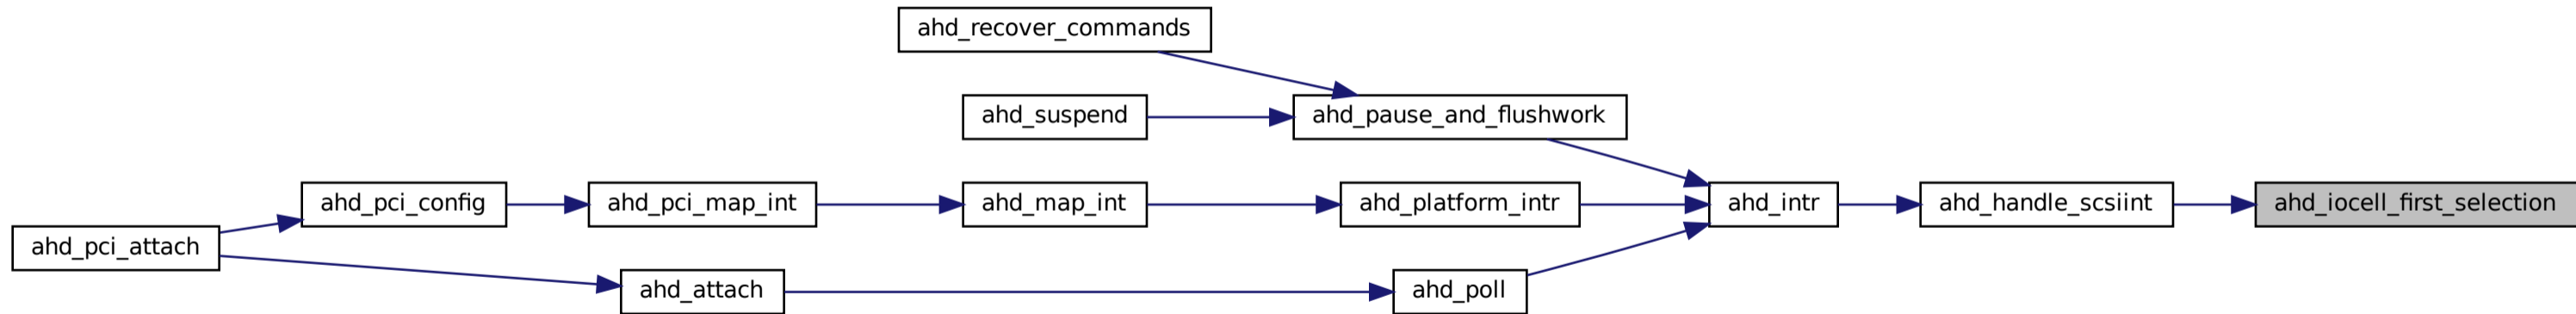 ahd_recover_commands
ahd_suspend
ahd_pause_and_flushwork
ahd_pci_config
ahd_pci_map_int
ahd_map_int
ahd_platform_intr
ahd_intr
ahd_handle_scsiint
ahd_iocell_first_selection
ahd_pci_attach
ahd_attach
ahd_poll